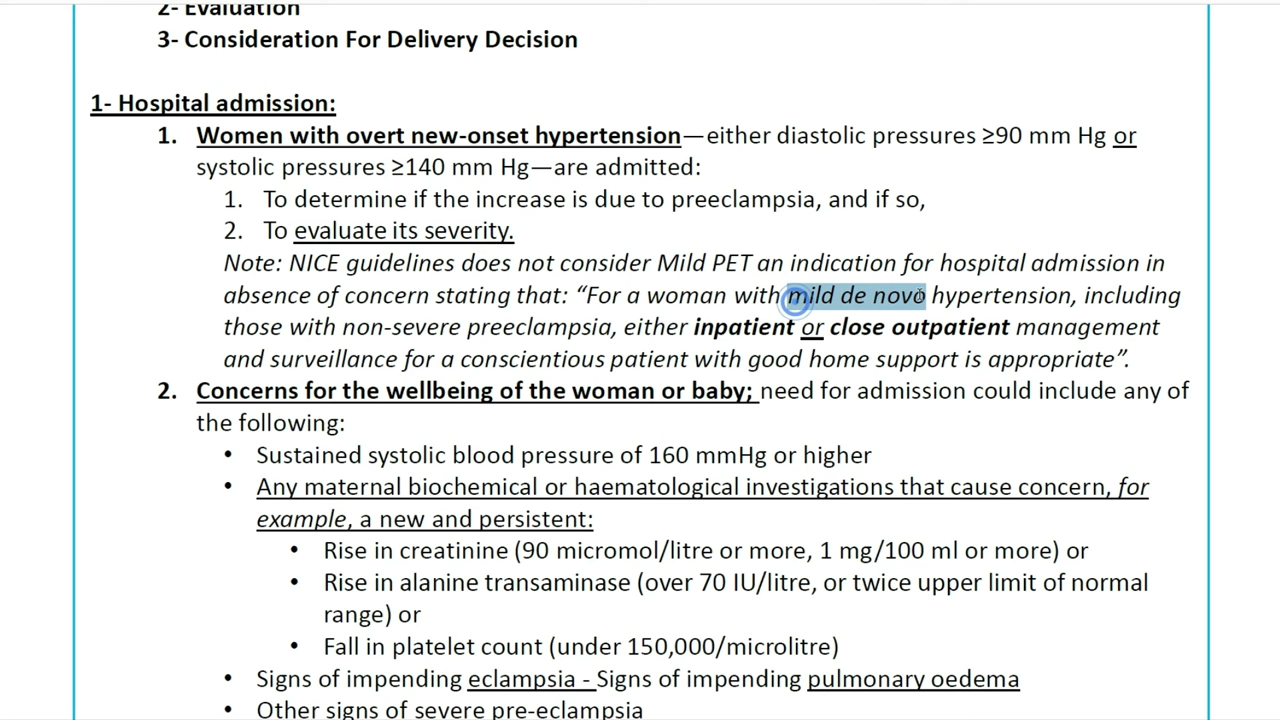 2- Evaluation
3- Consideration For Delivery Decision
1- Hospital admission:
1. Women with overt new-onset hypertension—either diastolic pressures ≥90 mm Hg or
systolic pressures ≥140 mm Hg—are admitted:
1. To determine if the increase is due to preeclampsia, and if so,
2. To evaluate its severity.
Note: NICE guidelines does not consider Mild PET an indication for hospital admission in
absence of concern stating that: “For a woman with mild de novo hypertension, including
those with non-severe preeclampsia, either inpatient or close outpatient management
and surveillance for a conscientious patient with good home support is appropriate”.
2. Concerns for the wellbeing of the woman or baby; need for admission could include any of
the following:
• Sustained systolic blood pressure of 160 mmHg or higher
• Any maternal biochemical or haematological investigations that cause concern, for
example, a new and persistent:
• Rise in creatinine (90 micromol/litre or more, 1 mg/100 ml or more) or
• Rise in alanine transaminase (over 70 IU/litre, or twice upper limit of normal
range) or
• Fall in platelet count (under 150,000/microlitre)
• Signs of impending eclampsia - Signs of impending pulmonary oedema
• Other signs of severe pre-eclampsia